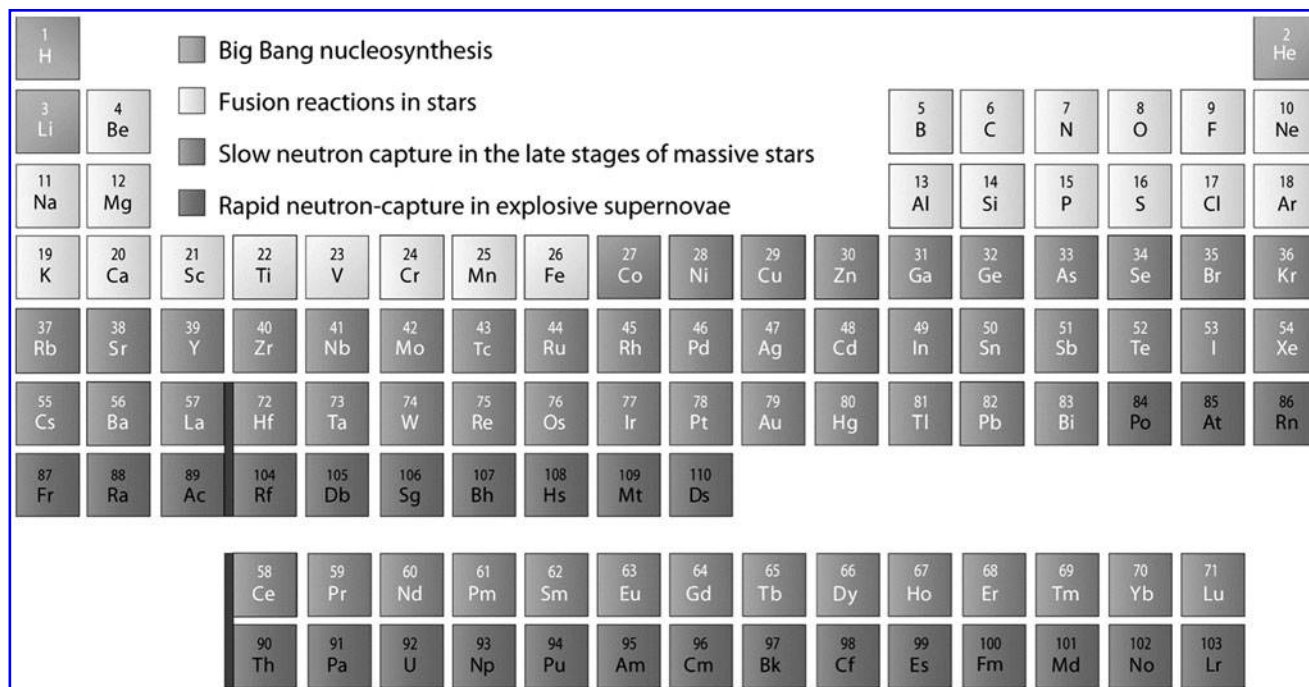 1 2
H He
Big Bang nucleosynthesis
Fusion reactions in stars
3 4 5 6 7 8 9 10
Li Be B C N O F Ne
Slow neutron capture in the late stages of massive stars
11 12 13 14 15 16 17 18
Na Mg Al Si P S Cl Ar
Rapid neutron-capture in explosive supernovae
19 20 21 22 23 24 25 26 27 28 29 30 31 32 33 34 35 36
K Ca Sc Ti V Cr Mn Fe Co Ni Cu Zn Ga Ge As Se Br Kr
37 38 39 40 41 42 43 44 45 46 47 48 49 50 51 52 53 54
Rb Sr Y Zr Nb Mo Tc Ru Rh Pd Ag Cd In Sn Sb Te I Xe
55 56 57 72 73 74 75 76 77 78 79 80 81 82 83 84 85 86
Cs Ba La Hf Ta W Re Os Ir Pt Au Hg Tl Pb Bi Po At Rn
87 88 89 104 105 106 107 108 109 110
Fr Ra Ac Rf Db Sg Bh Hs Mt Ds
58 59 60 61 62 63 64 65 66 67 68 69 70 71
Ce Pr Nd Pm Sm Eu Gd Tb Dy Ho Er Tm Yb Lu
90 91 92 93 94 95 96 97 98 99 100 101 102 103
Th Pa U Np Pu Am Cm Bk Cf Es Fm Md No Lr